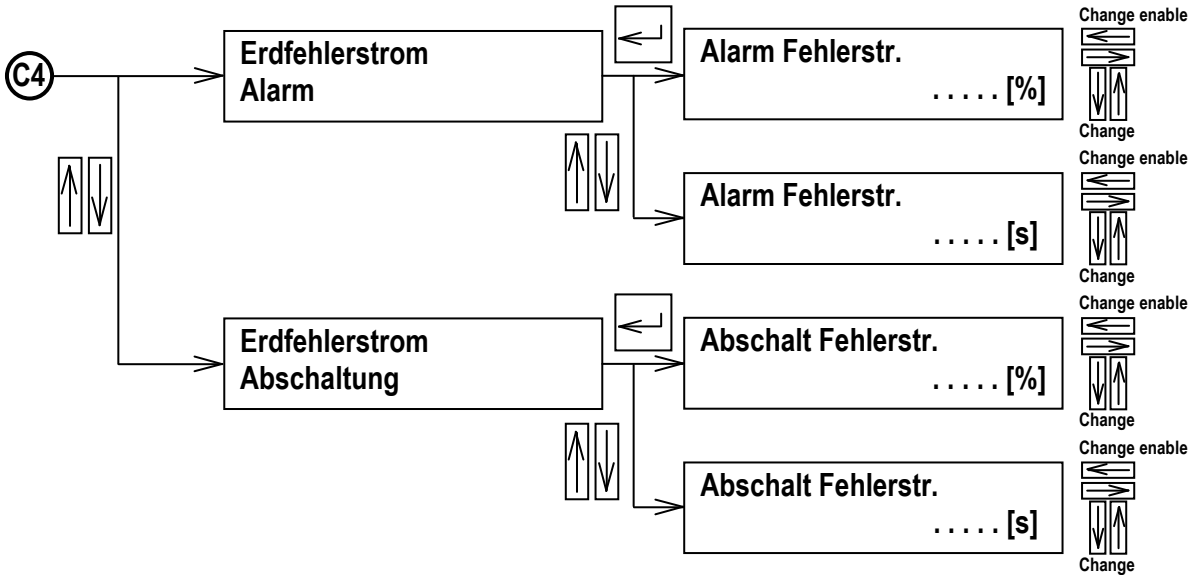 Change enable
C4
Erdfehlerstrom
Alarm
Alarm Fehlerstr.
. . . . . [%]
Change
Change enable
Alarm Fehlerstr.
. . . . . [s]
Change
Change enable
Erdfehlerstrom
Abschaltung
Abschalt Fehlerstr.
. . . . . [%]
Change
Change enable
Abschalt Fehlerstr.
. . . . . [s]
Change